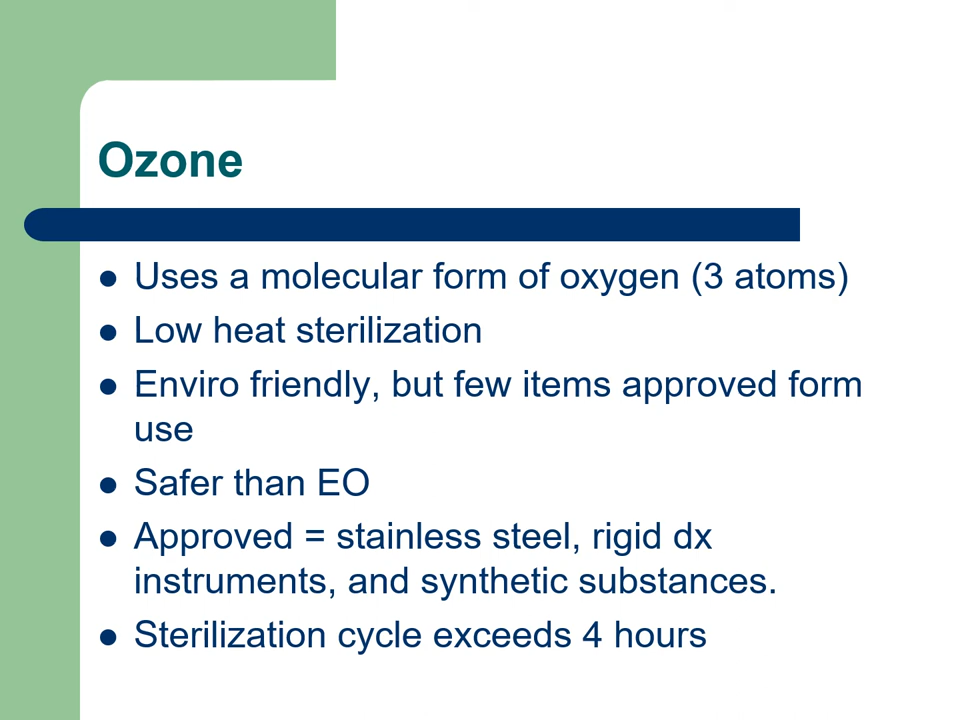 Ozone
● Uses a molecular form of oxygen (3 atoms)
● Low heat sterilization
● Enviro friendly, but few items approved form
use
● Safer than EO
● Approved = stainless steel, rigid dx
instruments, and synthetic substances.
● Sterilization cycle exceeds 4 hours